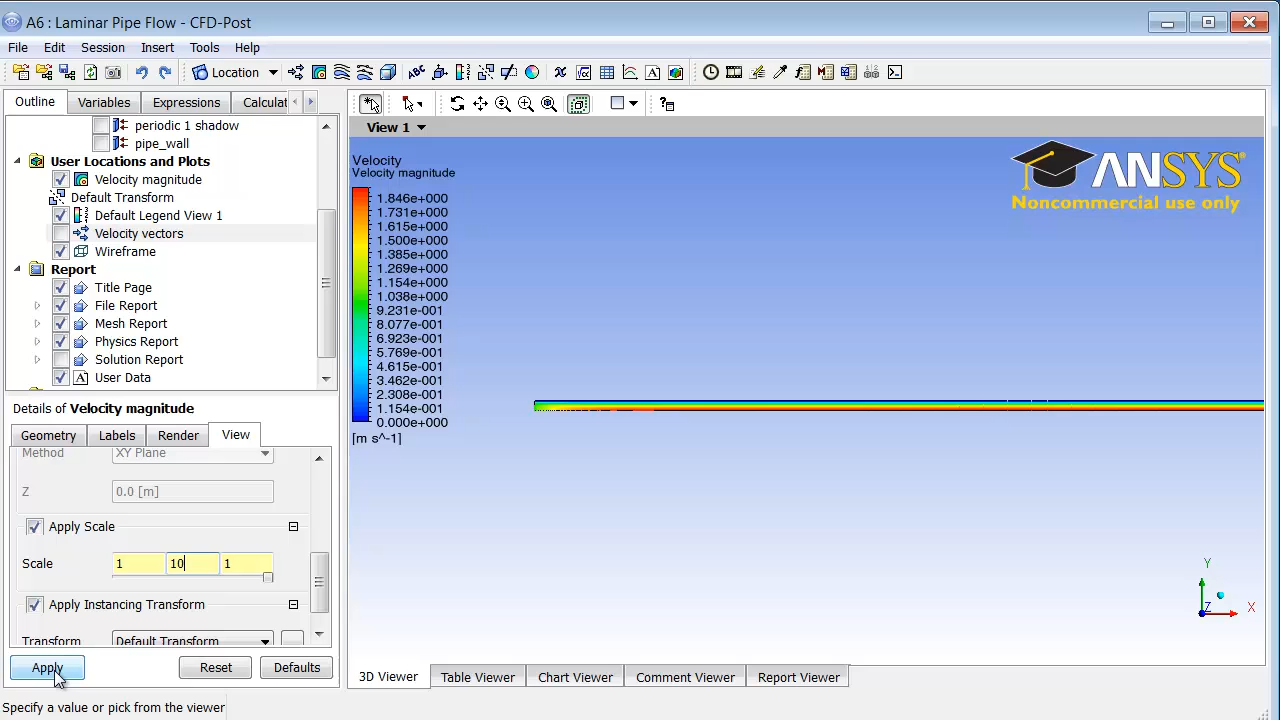 A6 : Laminar Pipe Flow - CFD-Post
File Edit Session Insert Tools Help
Location
Outline Variables Expressions Calculat
periodic 1 shadow
pipe_wall
User Locations and Plots
Velocity magnitude
Default Transform
Default Legend View 1
Velocity vectors
Wireframe
Report
Title Page
File Report
Mesh Report
Physics Report
Solution Report
User Data
Details of Velocity magnitude
Geometry Labels Render View
Method XY Plane
Z 0.0 [m]
Apply Scale
Scale 1 10 1
Apply Instancing Transform
Transform Default Transform
Apply Reset Defaults
Specify a value or pick from the viewer
View 1
Velocity
Velocity magnitude
1.846e+000
1.731e+000
1.615e+000
1.500e+000
1.385e+000
1.269e+000
1.154e+000
1.038e+000
9.231e-001
8.077e-001
6.923e-001
5.769e-001
4.615e-001
3.462e-001
2.308e-001
1.154e-001
0.000e+000
[m s^-1]
ANSYS
Noncommercial use only
Y
Z X
3D Viewer Table Viewer Chart Viewer Comment Viewer Report Viewer